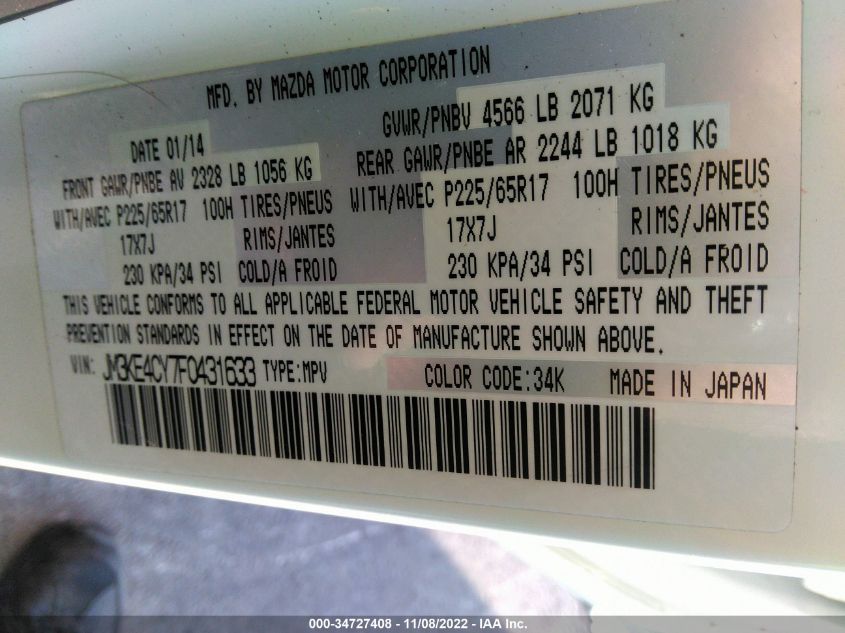 MFD. BY MAZDA MOTOR CORPORATION
DATE 01/14 GVWR/PNBV 4566 LB 2071 KG
FRONT GAWR/PNBE AV 2328 LB 1056 KG REAR GAWR/PNBE AR 2244 LB 1018 KG
WITH/AVEC P225/65R17 100H TIRES/PNEUS WITH/AVEC P225/65R17 100H TIRES/PNEUS
17X7J RIMS/JANTES 17X7J RIMS/JANTES
230 KPA/34 PSI COLD/A FROID 230 KPA/34 PSI COLD/A FROID
THIS VEHICLE CONFORMS TO ALL APPLICABLE FEDERAL MOTOR VEHICLE SAFETY AND THEFT
PREVENTION STANDARDS IN EFFECT ON THE DATE OF MANUFACTURE SHOWN ABOVE.
VIN: JM3KE4CY7F0431633 TYPE:MPV COLOR CODE:34K MADE IN JAPAN
000-34727408 - 11/08/2022 - IAA Inc.